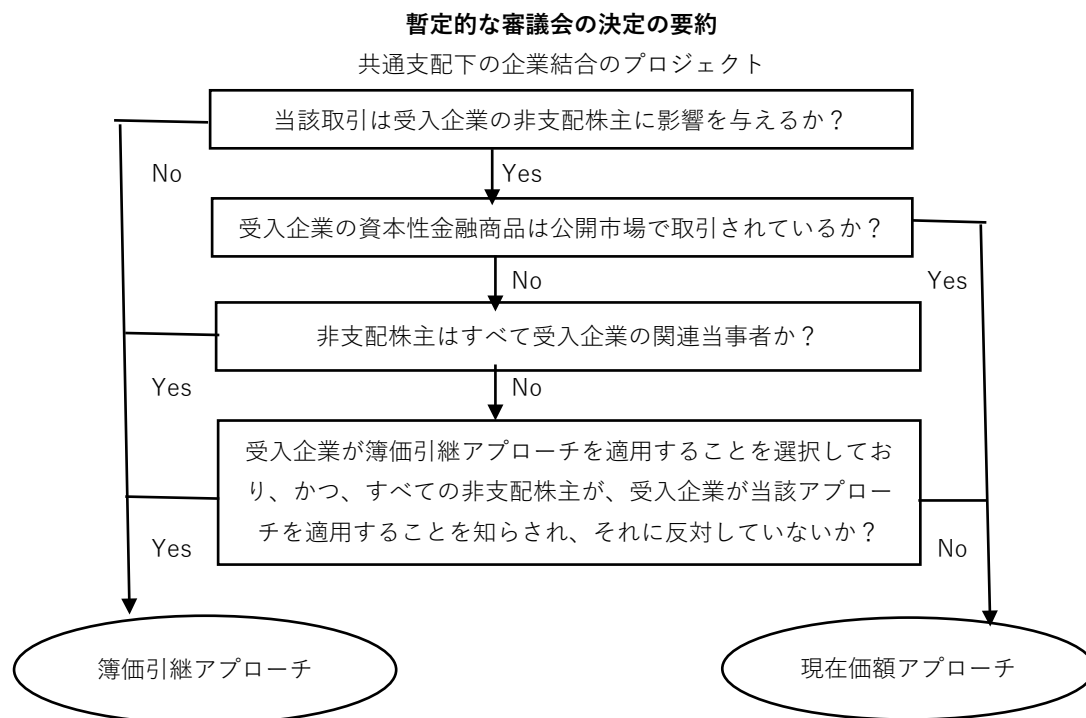 暫定的な審議会の決定の要約
共通支配下の企業結合のプロジェクト
当該取引は受入企業の非支配株主に影響を与えるか？
No
Yes
受入企業の資本性金融商品は公開市場で取引されているか？
No
Yes
非支配株主はすべて受入企業の関連当事者か？
Yes
No
受入企業が簿価引継アプローチを適用することを選択してお
り、かつ、すべての非支配株主が、受入企業が当該アプロー
チを適用することを知らされ、それに反対していないか？
Yes
No
簿価引継アプローチ
現在価額アプローチ